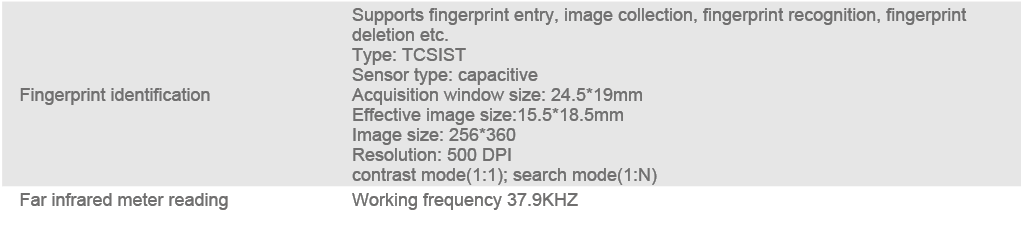 Supports fingerprint entry, image collection, fingerprint recognition, fingerprint
deletion etc.
Type: TCSIST
Sensor type: capacitive
Fingerprint identification
Acquisition window size: 24.5*19mm
Effective image size:15.5*18.5mm
Image size: 256*360
Resolution: 500 DPI
contrast mode(1:1); search mode(1:N)
Far infrared meter reading
Working frequency 37.9KHZ